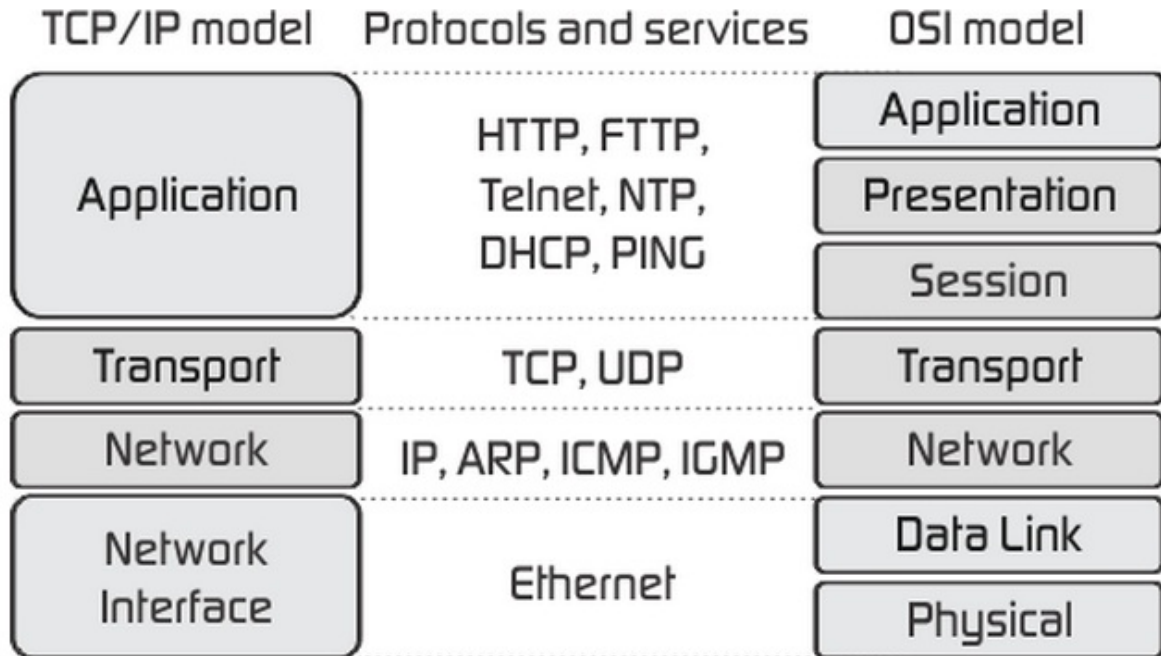 TCP/IP model Protocols and services OSI model
Application
HTTP, FTTP,
Telnet, NTP,
DHCP, PING
Application
Presentation
Session
Transport
TCP, UDP
Transport
Network
IP, ARP, ICMP, IGMP
Network
Network
Interface
Ethernet
Data Link
Physical